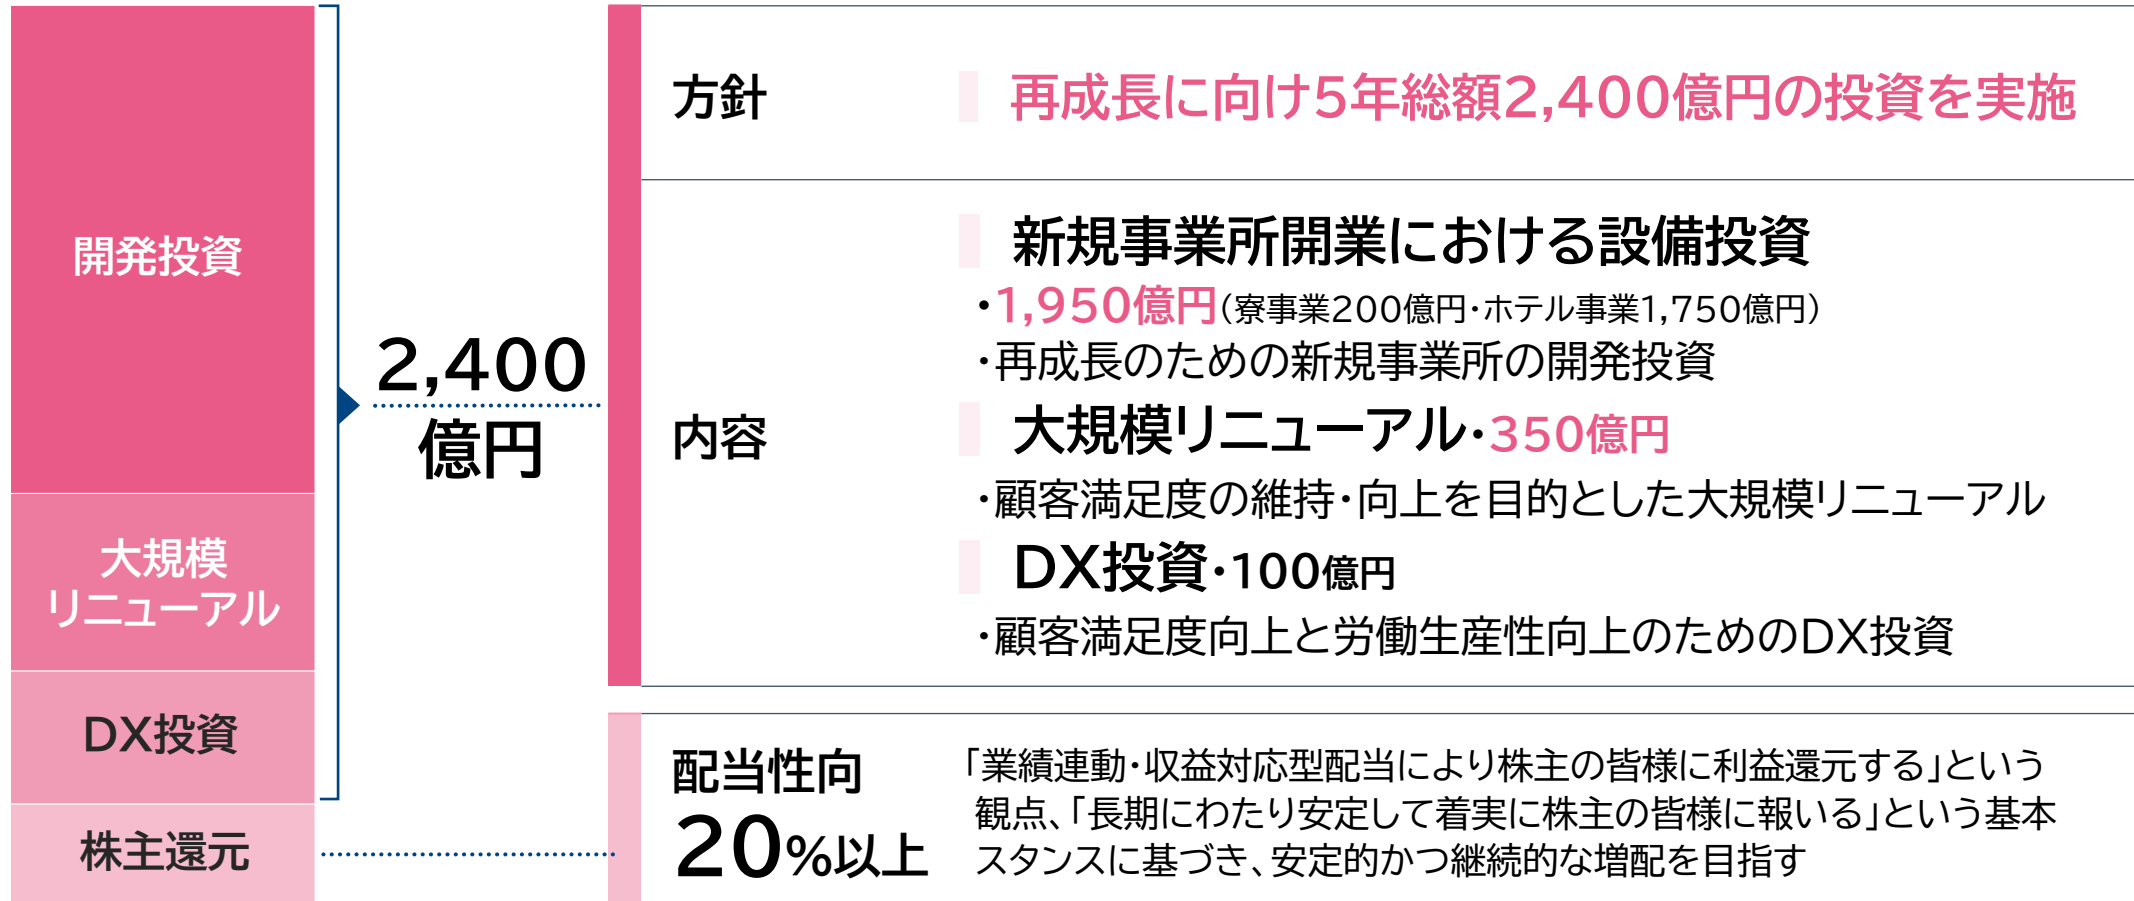 開発投資
大規模
リニューアル
DX投資
株主還元
2,400
億円
方針
再成長に向け5年総額2,400億円の投資を実施
内容
新規事業所開業における設備投資
・1,950億円(寮事業200億円・ホテル事業1,750億円)
・再成長のための新規事業所の開発投資
大規模リニューアル・350億円
・顧客満足度の維持・向上を目的とした大規模リニューアル
DX投資・100億円
・顧客満足度向上と労働生産性向上のためのDX投資
配当性向
20%以上
「業績連動・収益対応型配当により株主の皆様に利益還元する」という
観点、「長期にわたり安定して着実に株主の皆様に報いる」という基本
スタンスに基づき、安定的かつ継続的な増配を目指す